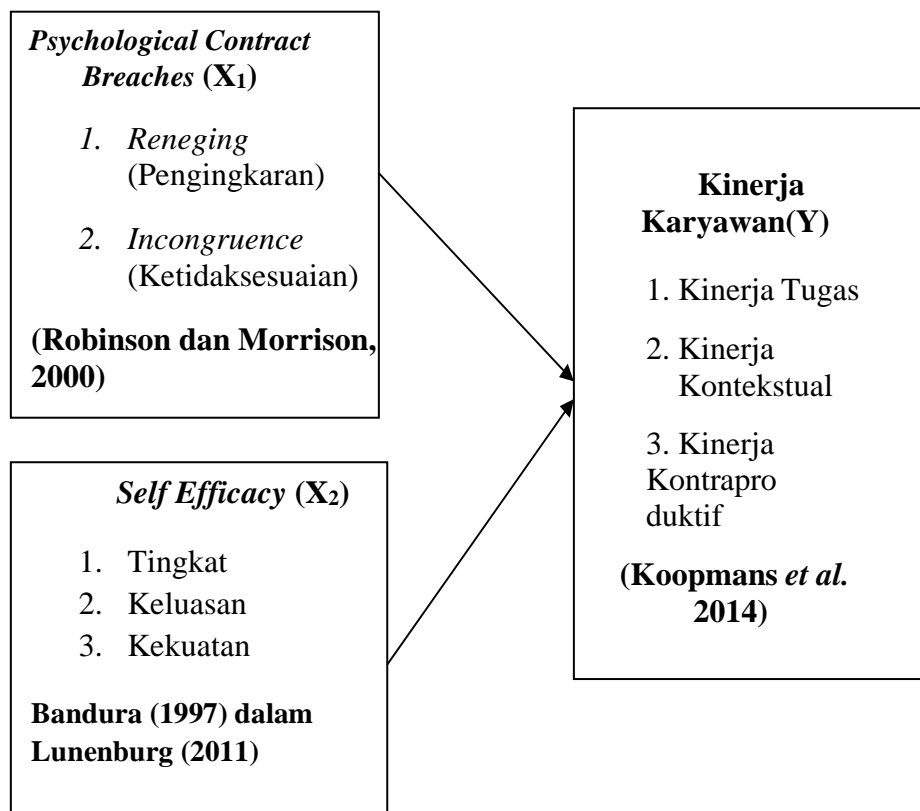 Psychological Contract
Breaches (X₁)
1. Reneging
(Pengingkaran)
2. Incongruence
(Ketidaksesuaian)
(Robinson dan Morrison,
2000)
Self Efficacy (X₂)
1. Tingkat
2. Keluasan
3. Kekuatan
Bandura (1997) dalam
Lunenburg (2011)
Kinerja
Karyawan(Y)
1. Kinerja Tugas
2. Kinerja
Kontekstual
3. Kinerja
Kontrapro
duktif
(Koopmans et al.
2014)